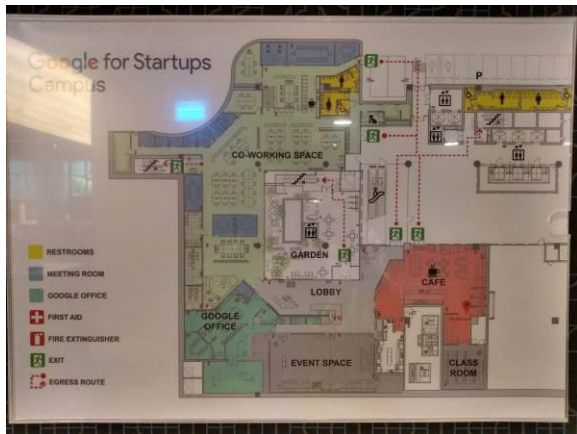 Google for Startups
Campus
P
CO-WORKING SPACE
GARDEN
LOBBY
CAFE
GOOGLE
OFFICE
EVENT SPACE
CLASS
ROOM
RESTROOMS
MEETING ROOM
GOOGLE OFFICE
FIRST AID
FIRE EXTINGUISHER
EXIT
EGRESS ROUTE